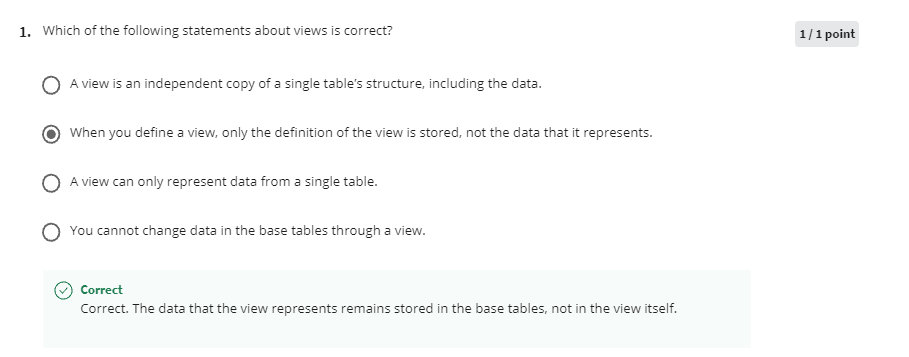 1. Which of the following statements about views is correct?
1 / 1 point
A view is an independent copy of a single table's structure, including the data.
When you define a view, only the definition of the view is stored, not the data that it represents.
A view can only represent data from a single table.
You cannot change data in the base tables through a view.
Correct
Correct. The data that the view represents remains stored in the base tables, not in the view itself.